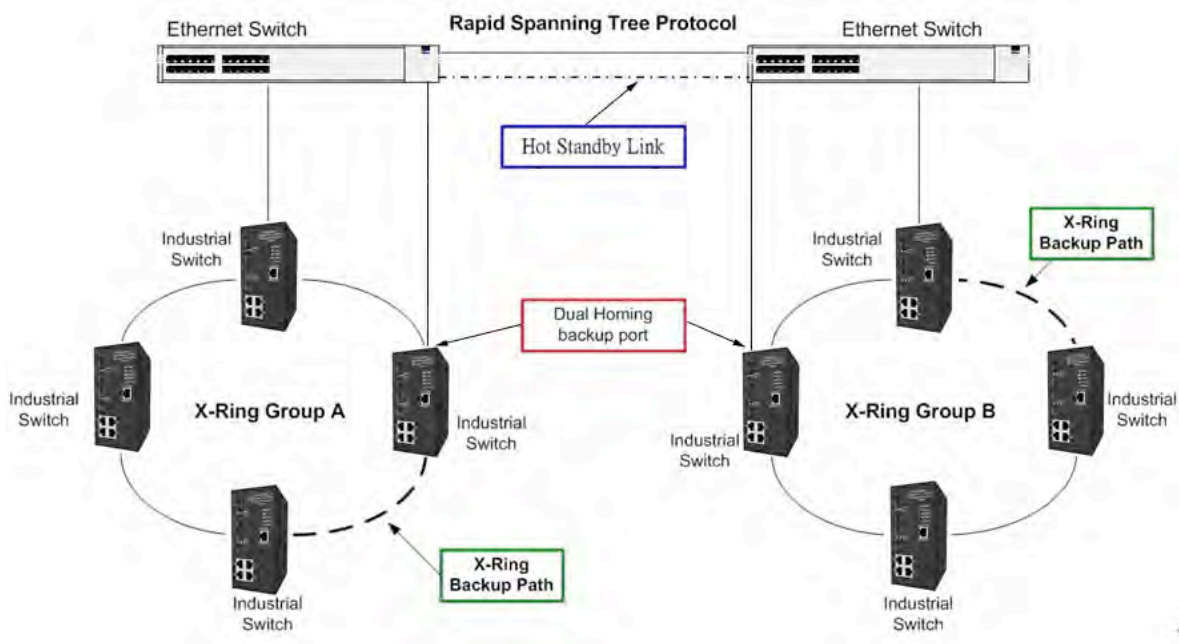 Rapid Spanning Tree Protocol
Ethernet Switch
Ethernet Switch
Hot Standby Link
Industrial
Switch
Industrial
Switch
X-Ring
Backup Path
Dual Homing
backup port
Industrial
Switch
X-Ring Group A
Industrial
Switch
Industrial
Switch
X-Ring Group B
Industrial
Switch
X-Ring
Backup Path
Industrial
Switch
Industrial
Switch